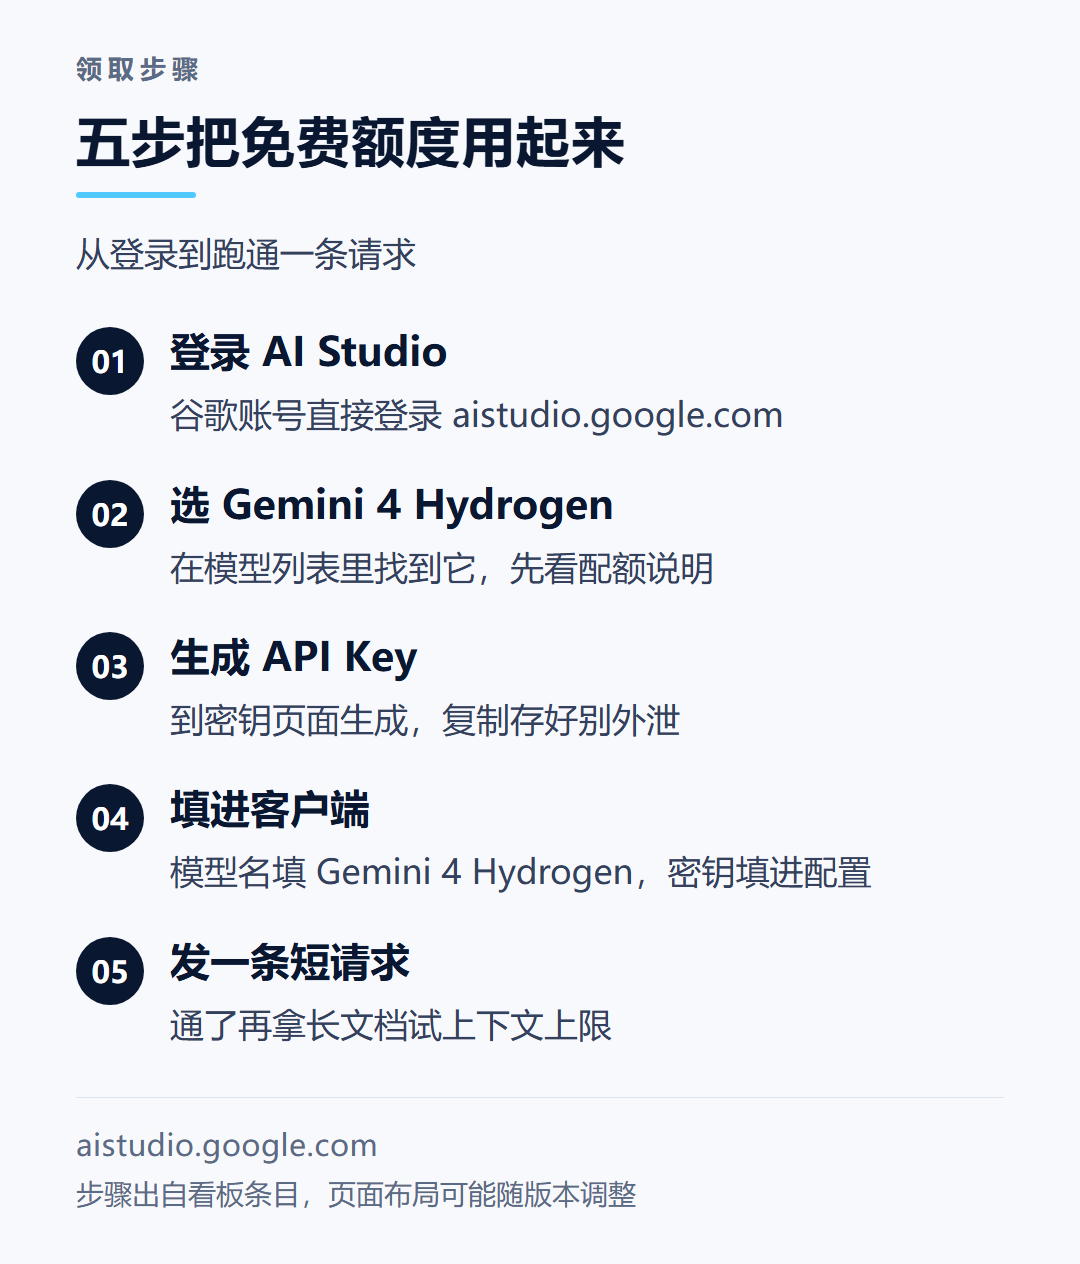 领取步骤
五步把免费额度用起来
从登录到跑通一条请求
01
登录 AI Studio
谷歌账号直接登录 aistudio.google.com
02
选 Gemini 4 Hydrogen
在模型列表里找到它，先看配额说明
03
生成 API Key
到密钥页面生成，复制存好别外泄
04
填进客户端
模型名填 Gemini 4 Hydrogen，密钥填进配置
05
发一条短请求
通了再拿长文档试上下文上限
aistudio.google.com
步骤出自看板条目，页面布局可能随版本调整